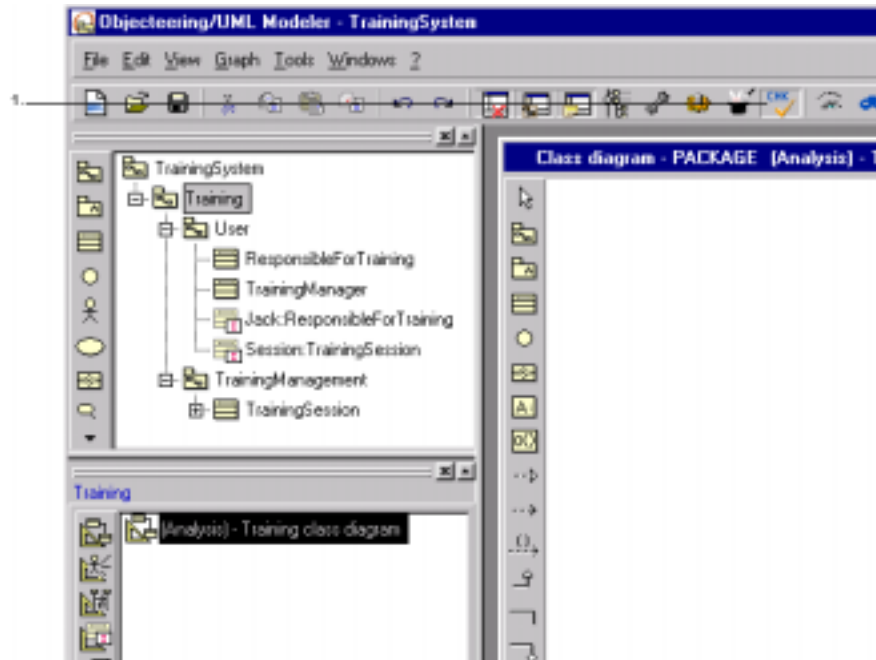 Objecteering/UML Modeler - TrainingSystem
File Edit View Graph Tools Windows ?
1.
CHK
Class diagram - PACKAGE (Analysis) - T
TrainingSystem
Training
User
ResponsibleForTraining
TrainingManager
Jack:ResponsibleForTraining
Session:TrainingSession
TrainingManagement
TrainingSession
Training
(Analysis) - Training class diagram